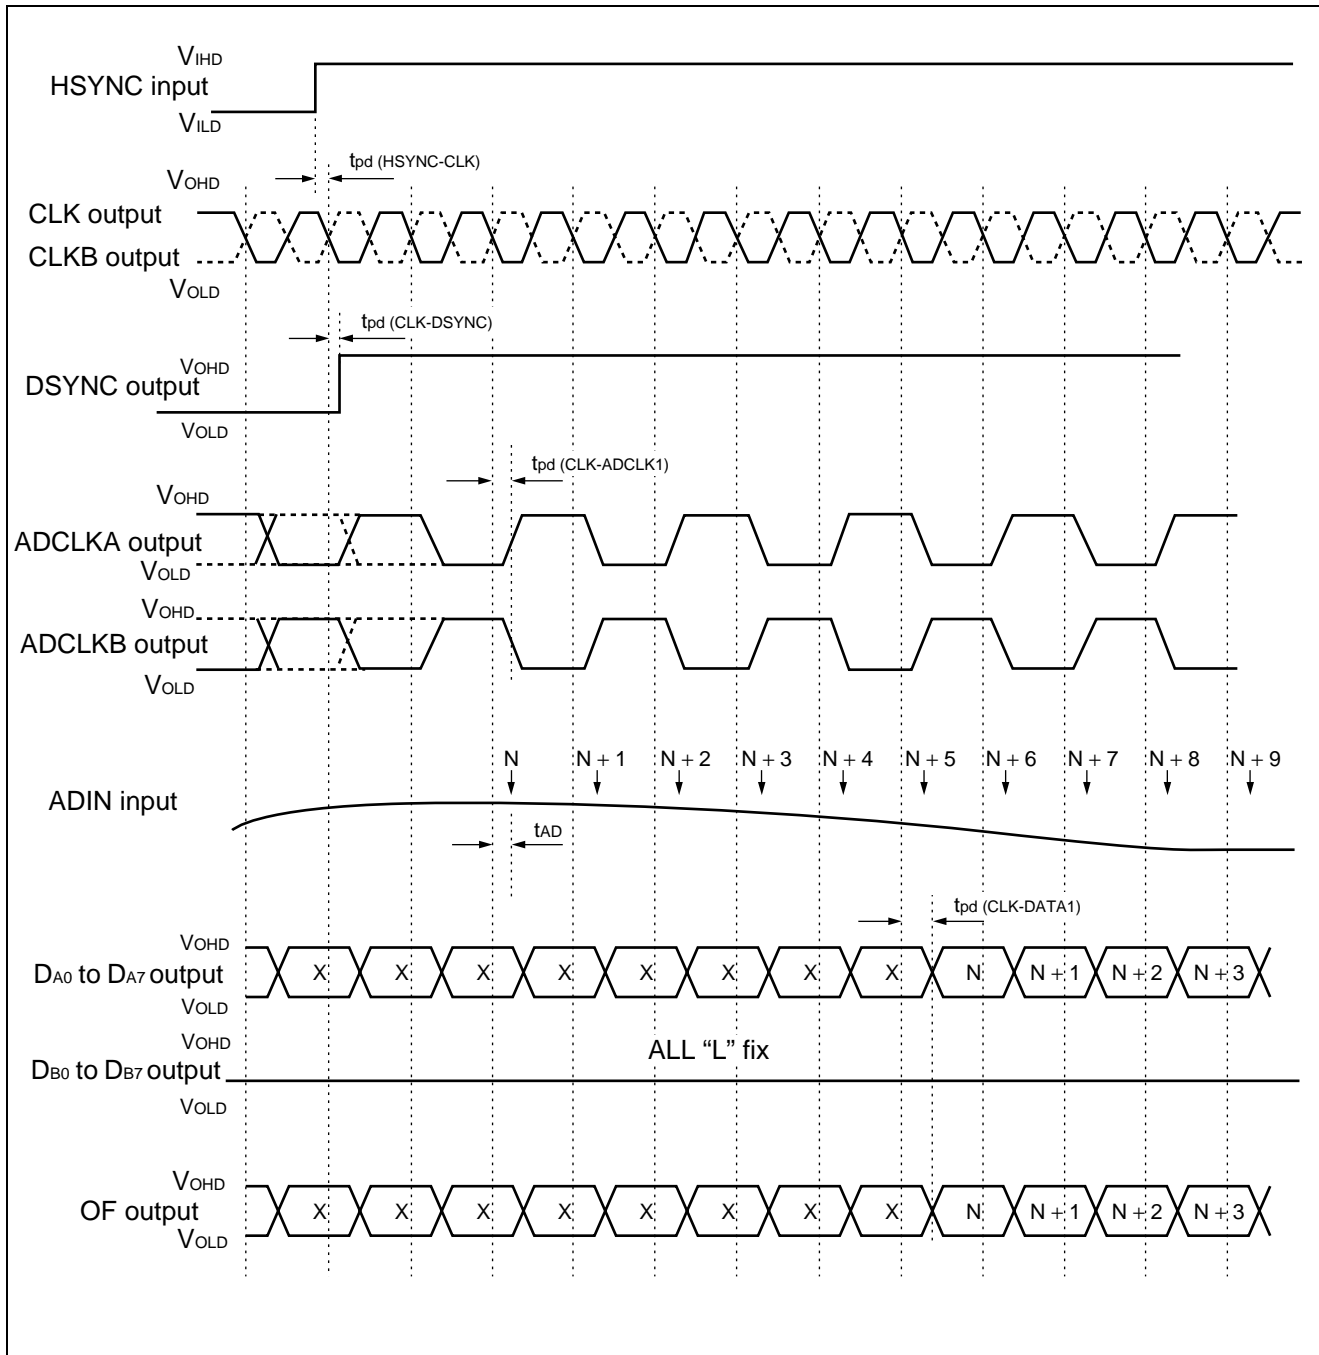 VIHD
HSYNC input
VILD
tpd (HSYNC-CLK)
VOHD
CLK output
CLKB output
VOLD
tpd (CLK-DSYNC)
VOHD
DSYNC output
VOLD
tpd (CLK-ADCLK1)
VOHD
ADCLKA output
VOLD
VOHD
ADCLKB output
VOLD
N N + 1 N + 2 N + 3 N + 4 N + 5 N + 6 N + 7 N + 8 N + 9
ADIN input
tAD
tpd (CLK-DATA1)
VOHD
DA0 to DA7 output X X X X X X X X N N + 1 N + 2 N + 3
VOLD
VOHD
ALL “L” fix
DB0 to DB7 output
VOLD
VOHD
OF output X X X X X X X X N N + 1 N + 2 N + 3
VOLD